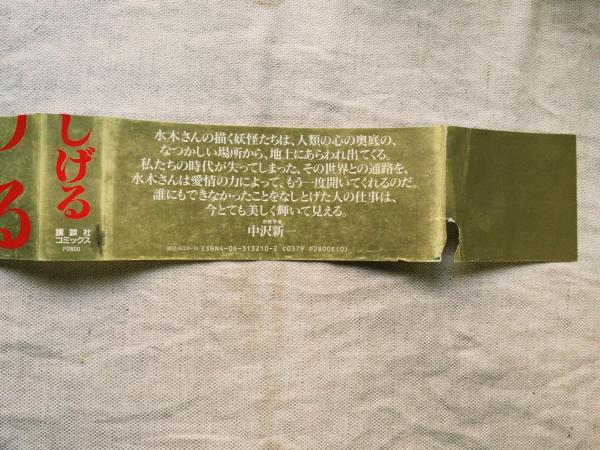 しげる
講談社
コミックス
P2800
水木さんの描く妖怪たちは、人類の心の奥底の、
なつかしい場所から、地上にあらわれ出てくる。
私たちの時代が失ってしまった、その世界との通路を、
水木さんは愛情の力によって、もう一度開いてくれるのだ。
誰にもできなかったことをなしとげた人の仕事は、
今とても美しく輝いて見える。
宗教学者
中沢新一
ISBN4-06-313210-2 C0379 P2800E(0)